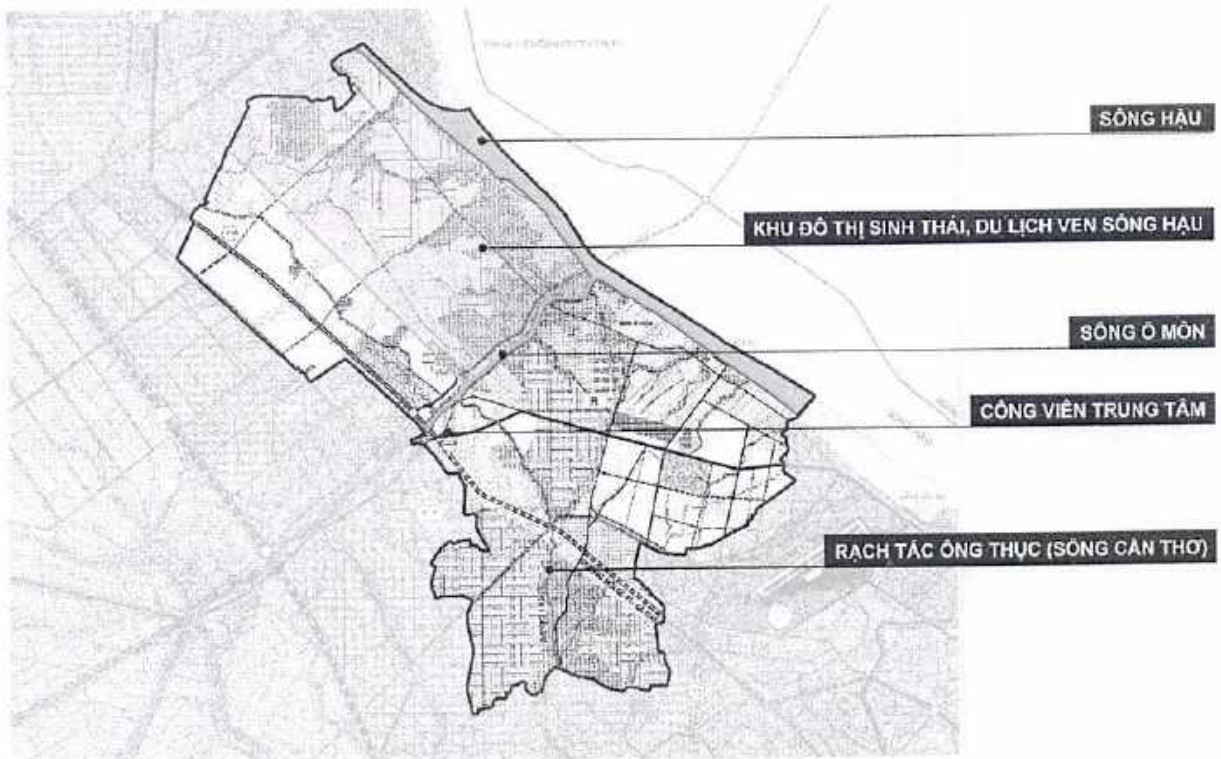 SÔNG HẬU
KHU ĐÔ THỊ SINH THÁI, DU LỊCH VEN SÔNG HẬU
SÔNG Ô MÔN
CÔNG VIÊN TRUNG TÂM
RẠCH TẮC ÔNG THỤC (SÔNG CẦN THƠ)